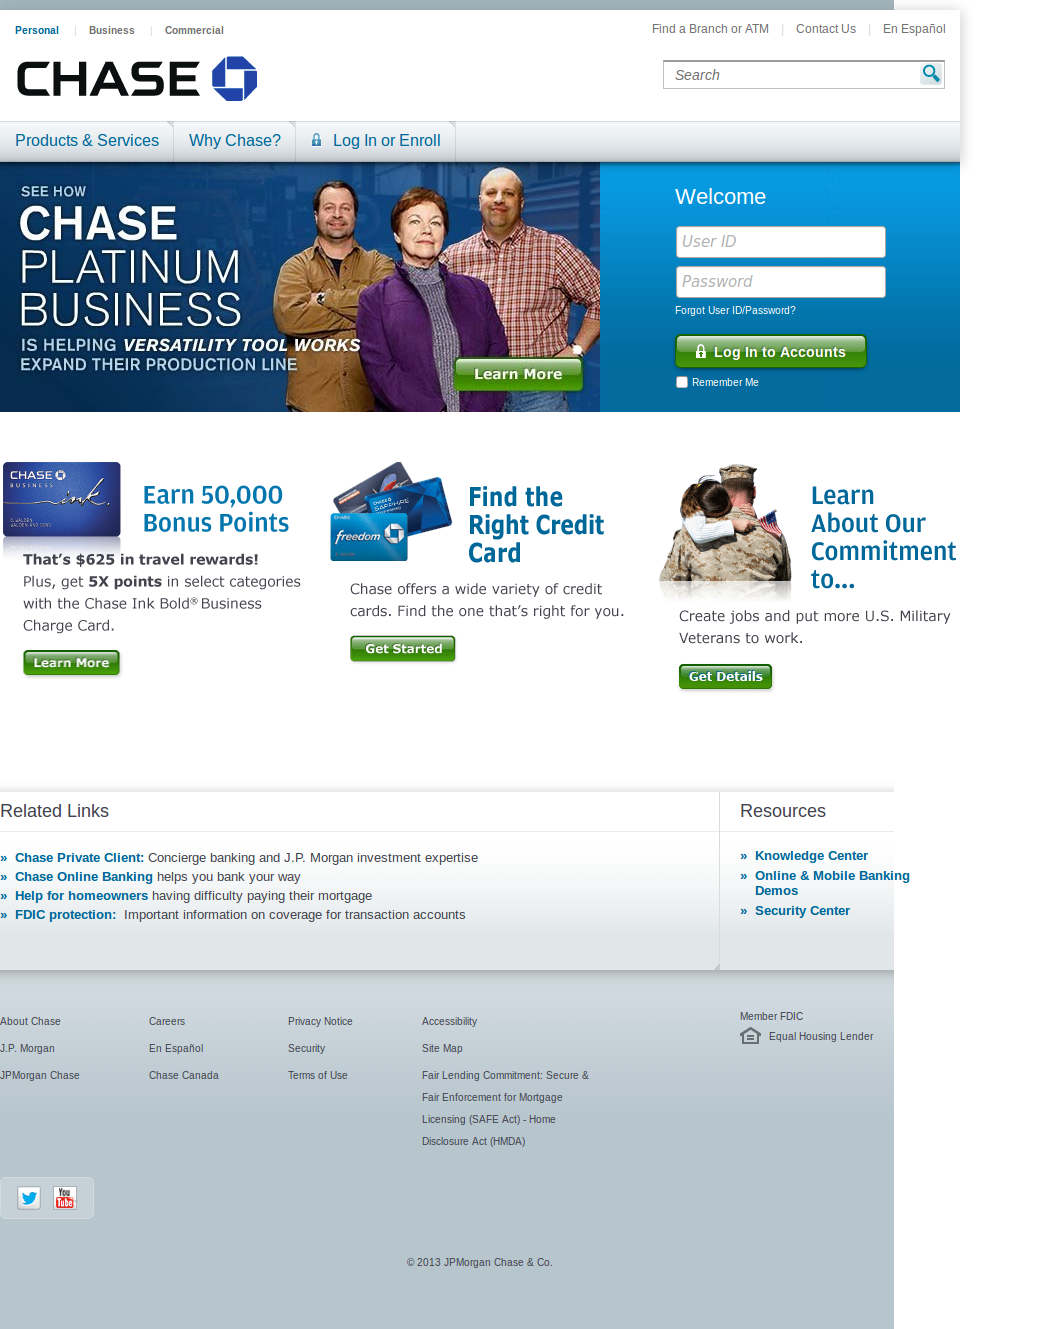 Personal | Business | Commercial
Find a Branch or ATM | Contact Us | En Español
CHASE
Search
Products & Services
Why Chase?
Log In or Enroll
SEE HOW
CHASE
PLATINUM
BUSINESS
IS HELPING VERSATILITY TOOL WORKS
EXPAND THEIR PRODUCTION LINE
Learn More
Welcome
User ID
Password
Forgot User ID/Password?
Log In to Accounts
Remember Me
CHASE
BUSINESS
ink.
Earn 50,000
Bonus Points
That's $625 in travel rewards!
Plus, get 5X points in select categories
with the Chase Ink Bold® Business
Charge Card.
Learn More
SAPPHIRE
CHASE
freedom
Find the
Right Credit
Card
Chase offers a wide variety of credit
cards. Find the one that's right for you.
Get Started
Learn
About Our
Commitment
to...
Create jobs and put more U.S. Military
Veterans to work.
Get Details
Related Links
» Chase Private Client: Concierge banking and J.P. Morgan investment expertise
» Chase Online Banking helps you bank your way
» Help for homeowners having difficulty paying their mortgage
» FDIC protection: Important information on coverage for transaction accounts
Resources
» Knowledge Center
» Online & Mobile Banking
Demos
» Security Center
About Chase
J.P. Morgan
JPMorgan Chase
Careers
En Español
Chase Canada
Privacy Notice
Security
Terms of Use
Accessibility
Site Map
Fair Lending Commitment: Secure &
Fair Enforcement for Mortgage
Licensing (SAFE Act) - Home
Disclosure Act (HMDA)
Member FDIC
Equal Housing Lender
You
Tube
© 2013 JPMorgan Chase & Co.